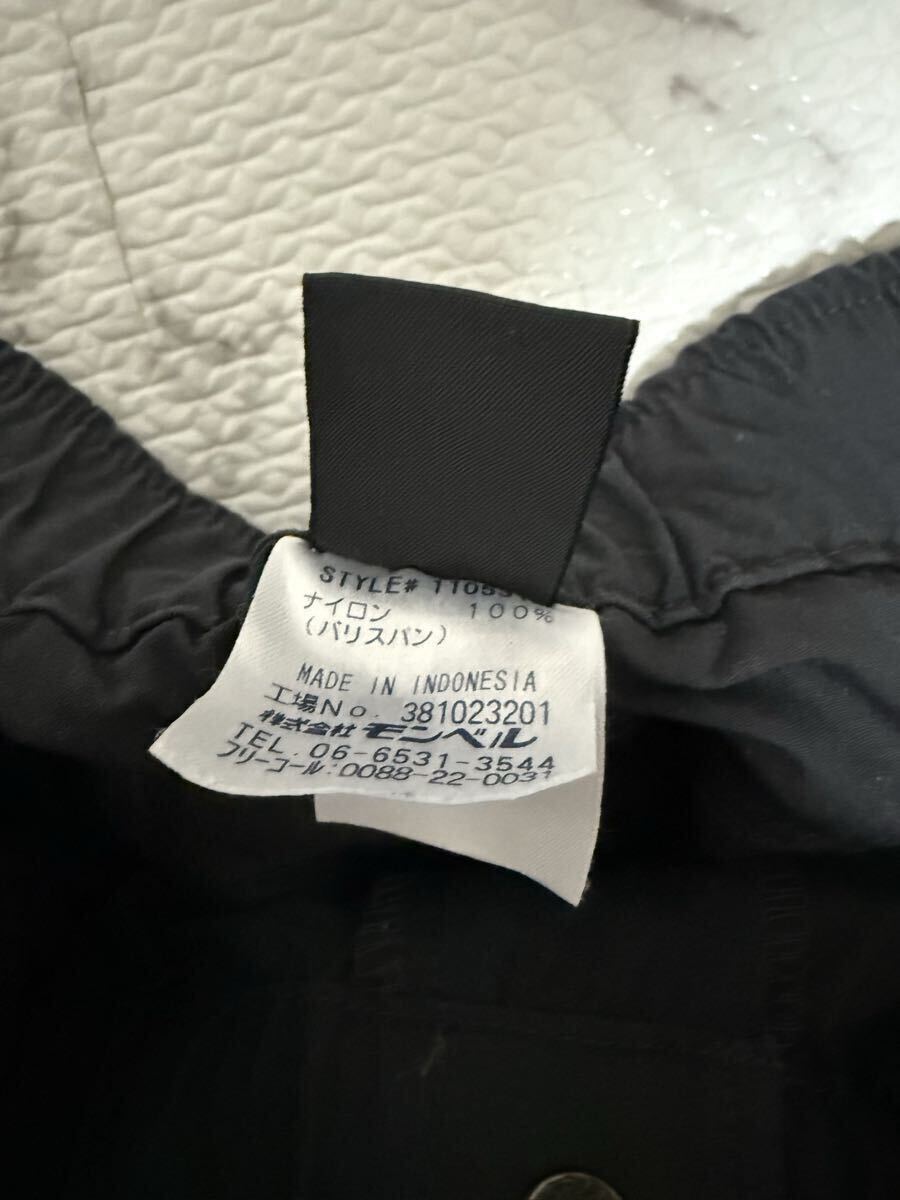 STYLE# 1105
ナイロン 100%
(バリスパン)
MADE IN INDONESIA
工場No. 381023201
株式会社モンベル
TEL. 06-6531-3544
フリーコール:0088-22-0031